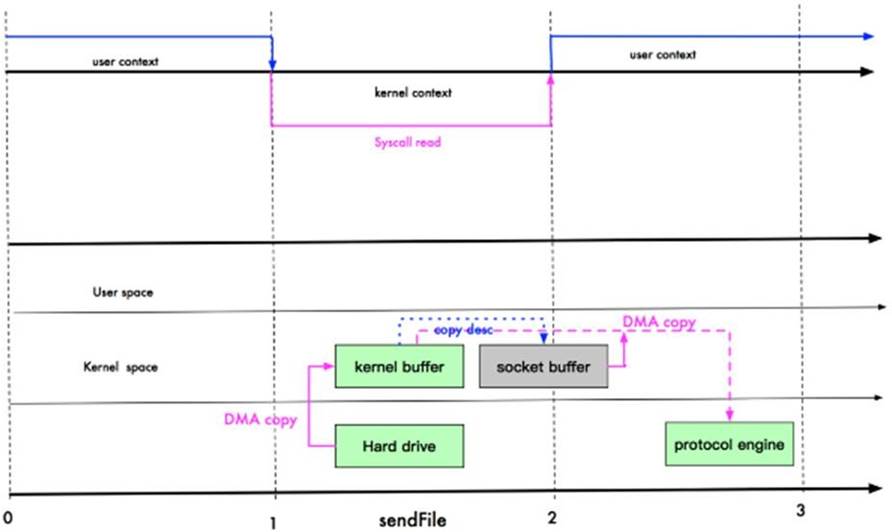 user context
user context
kernel context
Syscall read
User space
copy desc
DMA copy
Kernel space
kernel buffer
socket buffer
DMA copy
Hard drive
protocol engine
0
1
sendFile
2
3